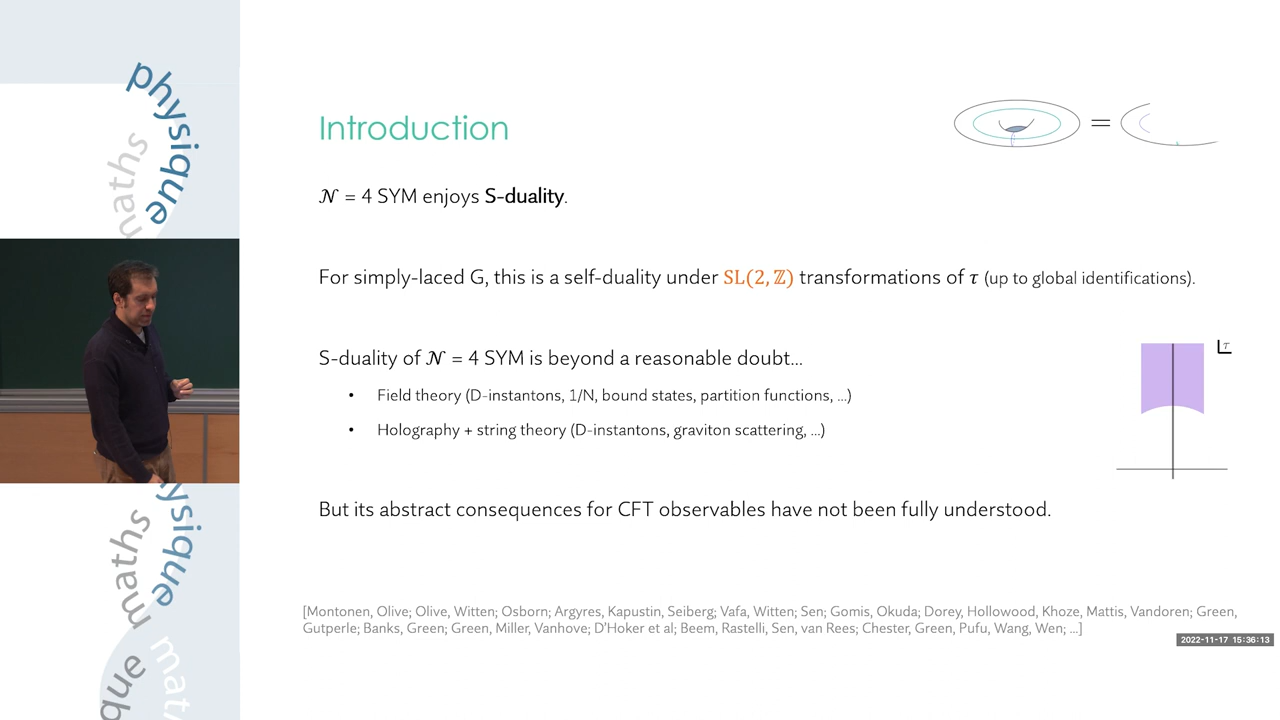 physique
maths
Introduction
=
𝒩 = 4 SYM enjoys S-duality.
For simply-laced G, this is a self-duality under SL(2, ℤ) transformations of τ (up to global identifications).
S-duality of 𝒩 = 4 SYM is beyond a reasonable doubt...
τ
• Field theory (D-instantons, 1/N, bound states, partition functions, ...)
• Holography + string theory (D-instantons, graviton scattering, ...)
But its abstract consequences for CFT observables have not been fully understood.
ysique
maths
[Montonen, Olive; Olive, Witten; Osborn; Argyres, Kapustin, Seiberg; Vafa, Witten; Sen; Gomis, Okuda; Dorey, Hollowood, Khoze, Mattis, Vandoren; Green,
Gutperle; Banks, Green; Green, Miller, Vanhove; D'Hoker et al; Beem, Rastelli, Sen, van Rees; Chester, Green, Pufu, Wang, Wen; ...]
2022-11-17 15:36:13
que
mat